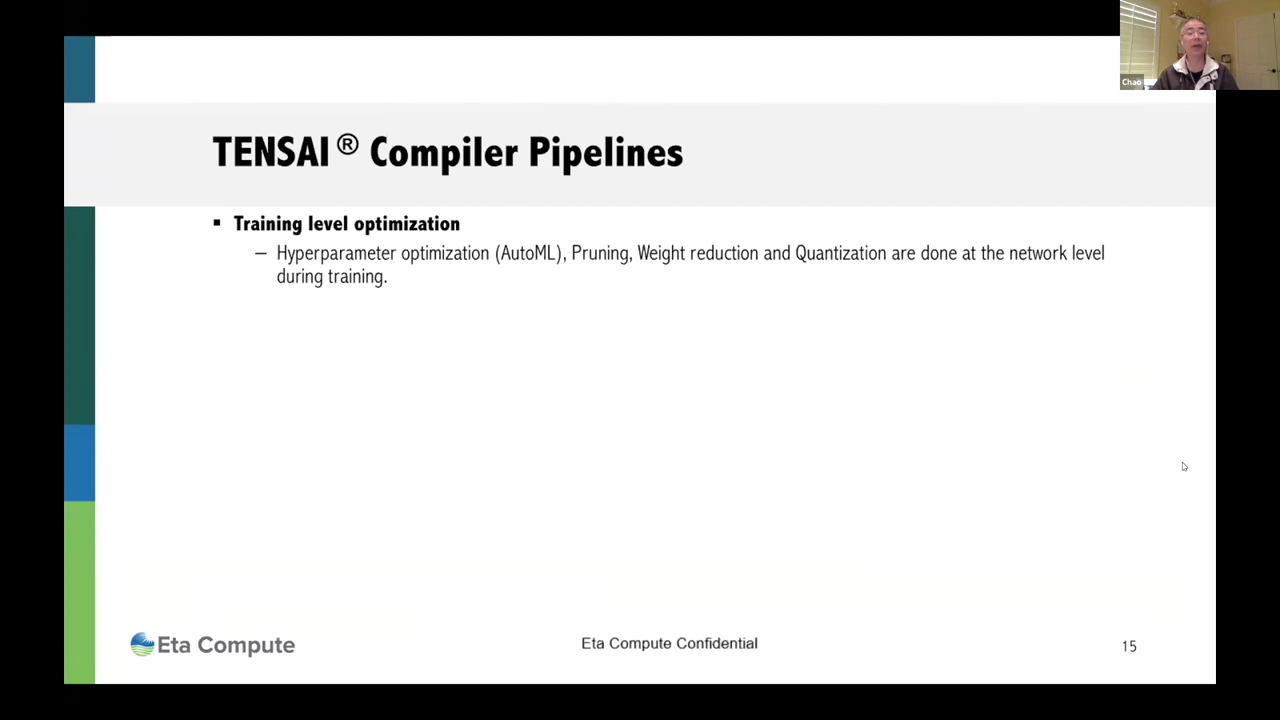 Chao
TENSAI® Compiler Pipelines
▪ Training level optimization
– Hyperparameter optimization (AutoML), Pruning, Weight reduction and Quantization are done at the network level
during training.
Eta Compute
Eta Compute Confidential
15